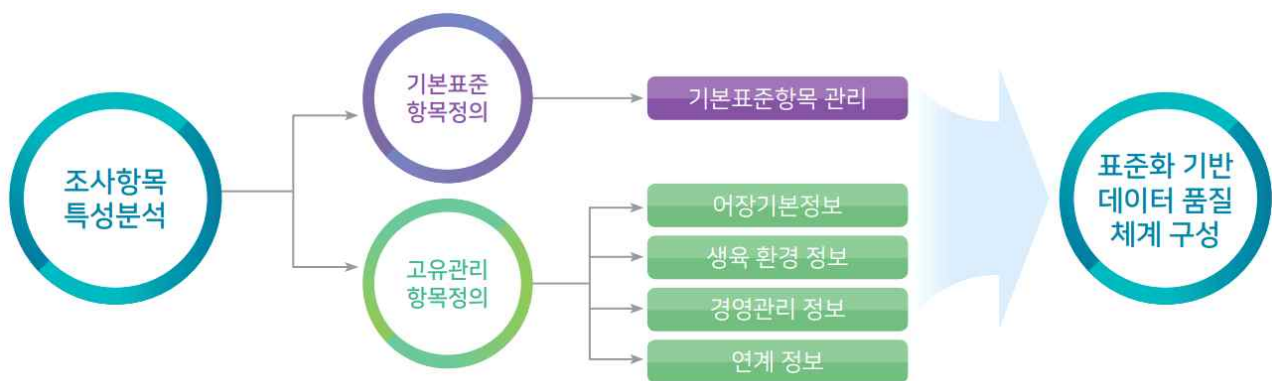 조사항목
특성분석
기본표준
항목정의
기본표준항목 관리
고유관리
항목정의
어장기본정보
생육 환경 정보
경영관리 정보
연계 정보
표준화 기반
데이터 품질
체계 구성